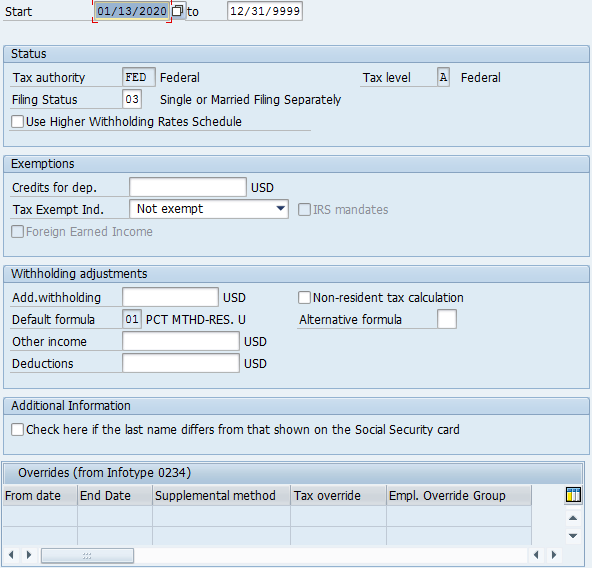 Start 01/13/2020 to 12/31/9999
Status
Tax authority FED Federal Tax level A Federal
Filing Status 03 Single or Married Filing Separately
Use Higher Withholding Rates Schedule
Exemptions
Credits for dep. USD
Tax Exempt Ind. Not exempt IRS mandates
Foreign Earned Income
Withholding adjustments
Add.withholding USD Non-resident tax calculation
Default formula 01 PCT MTHD-RES. U Alternative formula
Other income USD
Deductions USD
Additional Information
Check here if the last name differs from that shown on the Social Security card
Overrides (from Infotype 0234)
From date End Date Supplemental method Tax override Empl. Override Group